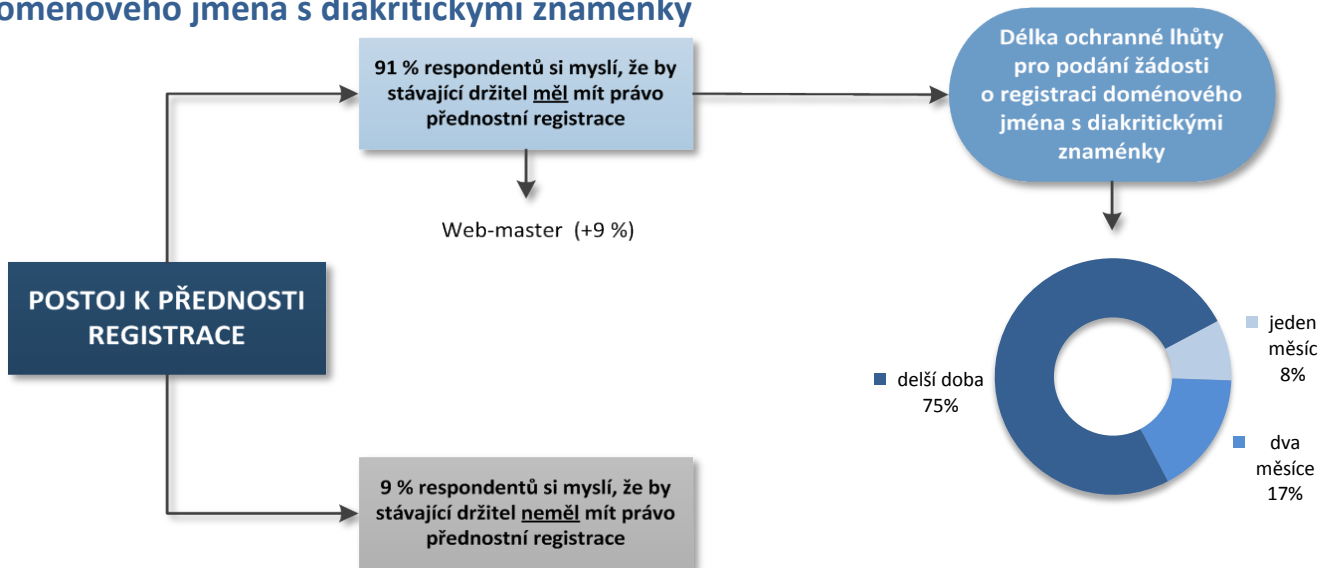 oménového jména s diakritickými znaménky
91 % respondentů si myslí, že by
stávající držitel měl mít právo
přednostní registrace
Web-master (+9 %)
Délka ochranné lhůty
pro podání žádosti
o registraci doménového
jména s diakritickými
znaménky
POSTOJ K PŘEDNOSTI
REGISTRACE
jeden
měsíc
8%
delší doba
75%
dva
měsíce
17%
9 % respondentů si myslí, že by
stávající držitel neměl mít právo
přednostní registrace